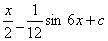 x/2 − 1/12 sin 6x + c